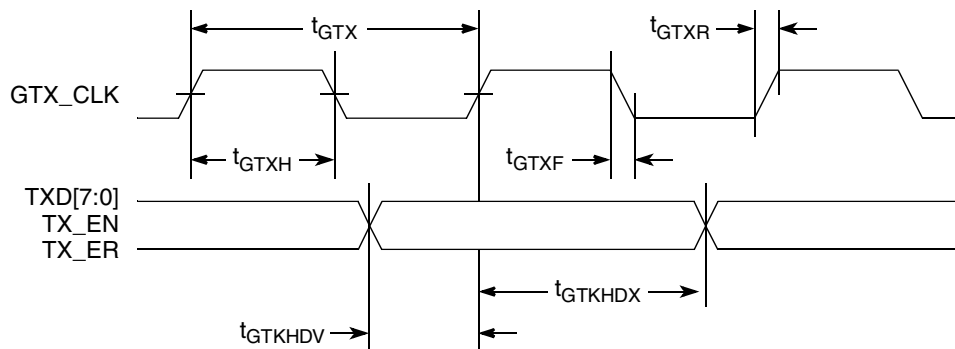 tGTX
tGTXR
GTX_CLK
tGTXH
tGTXF
TXD[7:0]
TX_EN
TX_ER
tGTKHDX
tGTKHDV